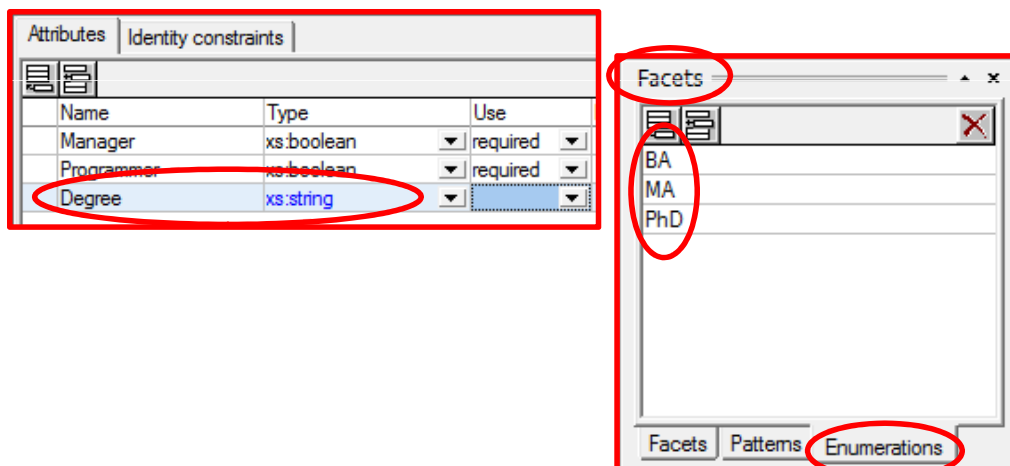 Attributes Identity constraints
Name Type Use
Manager xs:boolean required
Programmer xs:boolean required
Degree xs:string
Facets
BA
MA
PhD
Facets Patterns Enumerations